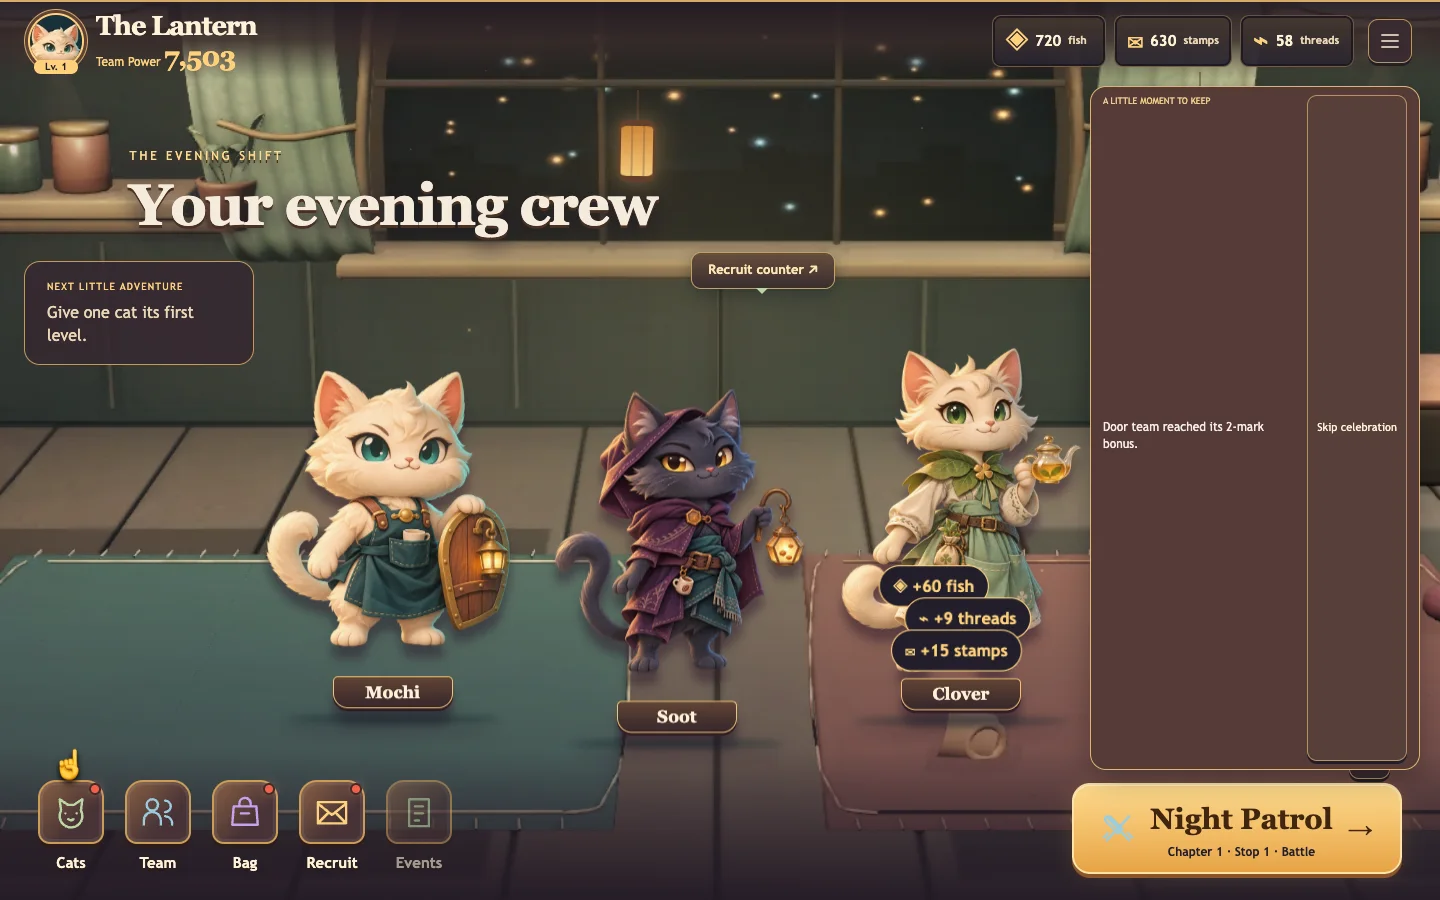 The Lantern
Team Power 7,503
Lv. 1
720 fish
630 stamps
58 threads
THE EVENING SHIFT
Your evening crew
Recruit counter ↗
NEXT LITTLE ADVENTURE
Give one cat its first
level.
A LITTLE MOMENT TO KEEP
Door team reached its 2-mark
bonus.
Skip celebration
+60 fish
+9 threads
+15 stamps
Mochi
Soot
Clover
Cats
Team
Bag
Recruit
Events
Night Patrol →
Chapter 1 · Stop 1 · Battle